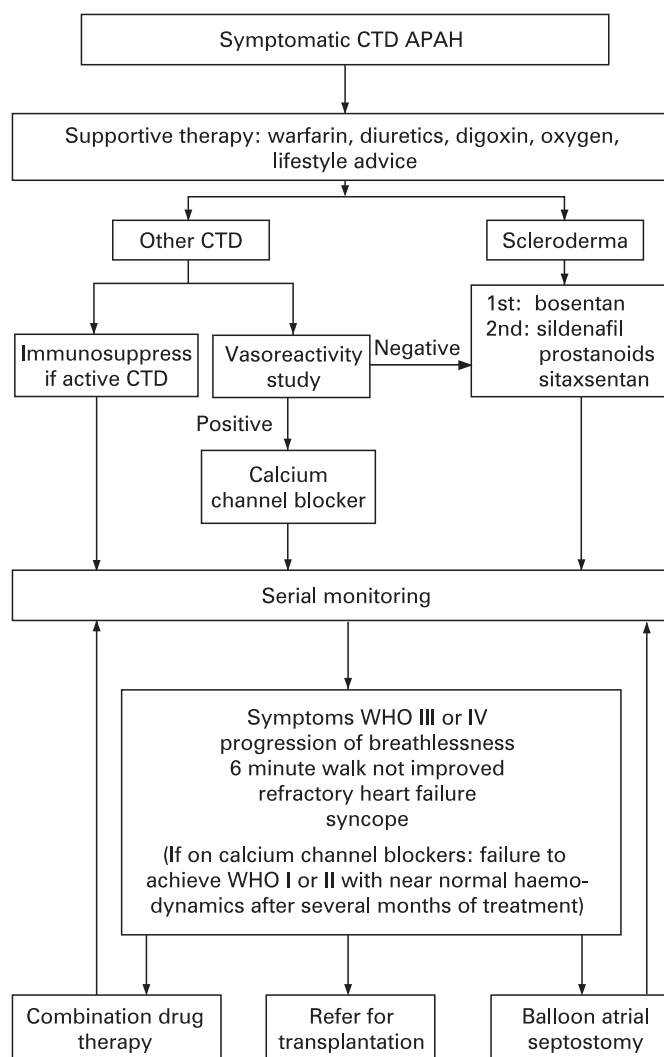 Symptomatic CTD APAH
Supportive therapy: warfarin, diuretics, digoxin, oxygen,
lifestyle advice
Other CTD
Scleroderma
Immunosuppress
if active CTD
Vasoreactivity
study
Negative
1st: bosentan
2nd: sildenafil
prostanoids
sitaxsentan
Positive
Calcium
channel blocker
Serial monitoring
Symptoms WHO III or IV
progression of breathlessness
6 minute walk not improved
refractory heart failure
syncope
(If on calcium channel blockers: failure to
achieve WHO I or II with near normal haemo-
dynamics after several months of treatment)
Combination drug
therapy
Refer for
transplantation
Balloon atrial
septostomy